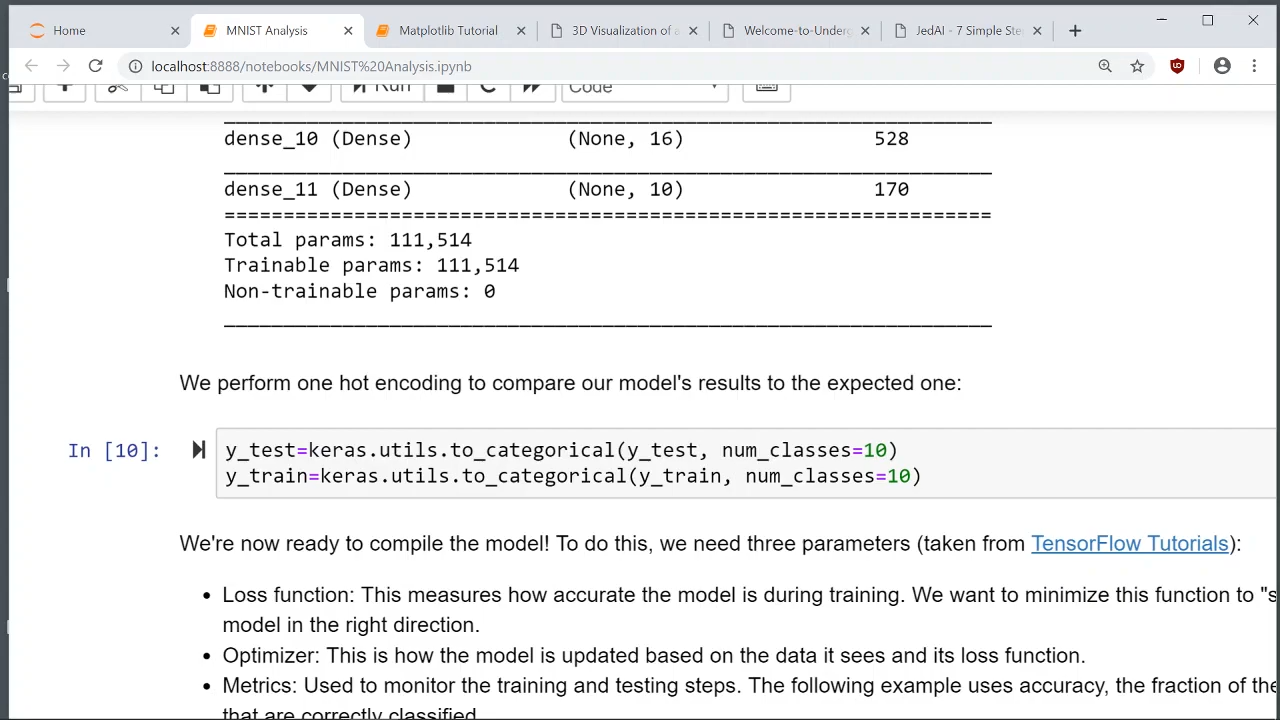 Home
MNIST Analysis
Matplotlib Tutorial
3D Visualization of a
Welcome-to-Underg
JedAI - 7 Simple Ste
localhost:8888/notebooks/MNIST%20Analysis.ipynb
Run
Code
dense_10 (Dense) (None, 16) 528
dense_11 (Dense) (None, 10) 170
=================================================================
Total params: 111,514
Trainable params: 111,514
Non-trainable params: 0
We perform one hot encoding to compare our model's results to the expected one:
In [10]:
y_test=keras.utils.to_categorical(y_test, num_classes=10)
y_train=keras.utils.to_categorical(y_train, num_classes=10)
We're now ready to compile the model! To do this, we need three parameters (taken from TensorFlow Tutorials):
• Loss function: This measures how accurate the model is during training. We want to minimize this function to "s
model in the right direction.
• Optimizer: This is how the model is updated based on the data it sees and its loss function.
• Metrics: Used to monitor the training and testing steps. The following example uses accuracy, the fraction of the
that are correctly classified